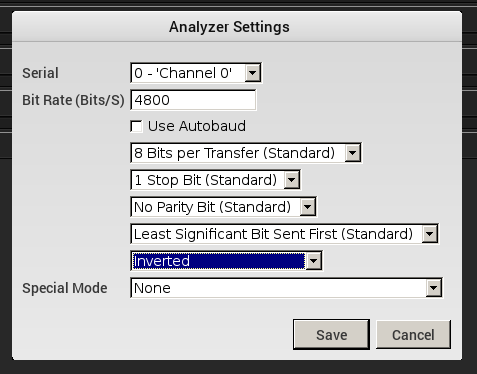 Analyzer Settings
Serial 0 - 'Channel 0'
Bit Rate (Bits/S) 4800
Use Autobaud
8 Bits per Transfer (Standard)
1 Stop Bit (Standard)
No Parity Bit (Standard)
Least Significant Bit Sent First (Standard)
Inverted
Special Mode None
Save Cancel